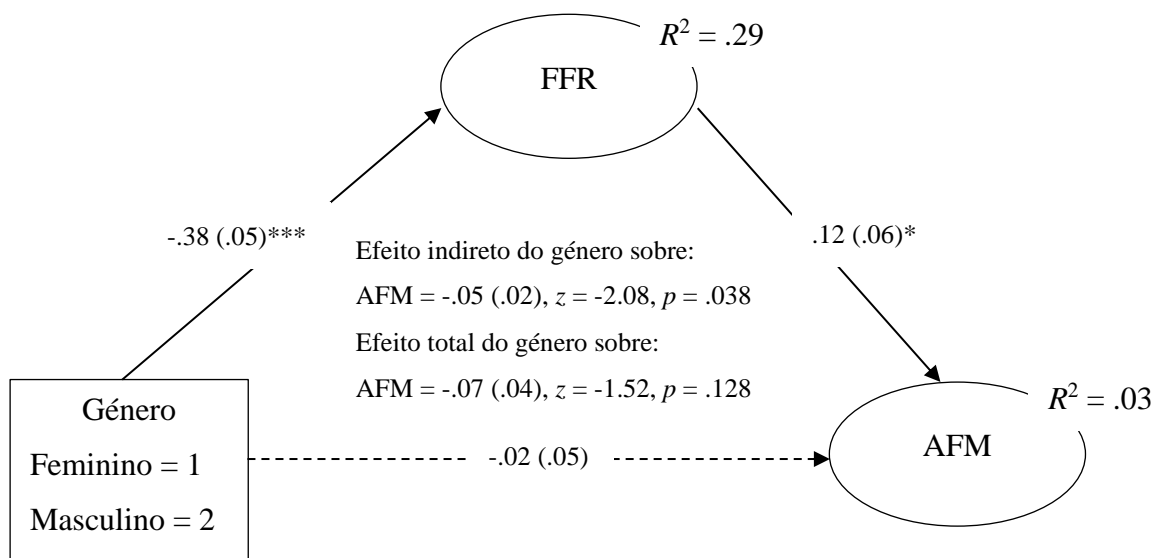 R² = .29
FFR
-.38 (.05)***
.12 (.06)*
Efeito indireto do género sobre:
AFM = -.05 (.02), z = -2.08, p = .038
Efeito total do género sobre:
AFM = -.07 (.04), z = -1.52, p = .128
Género
Feminino = 1
Masculino = 2
-.02 (.05)
R² = .03
AFM